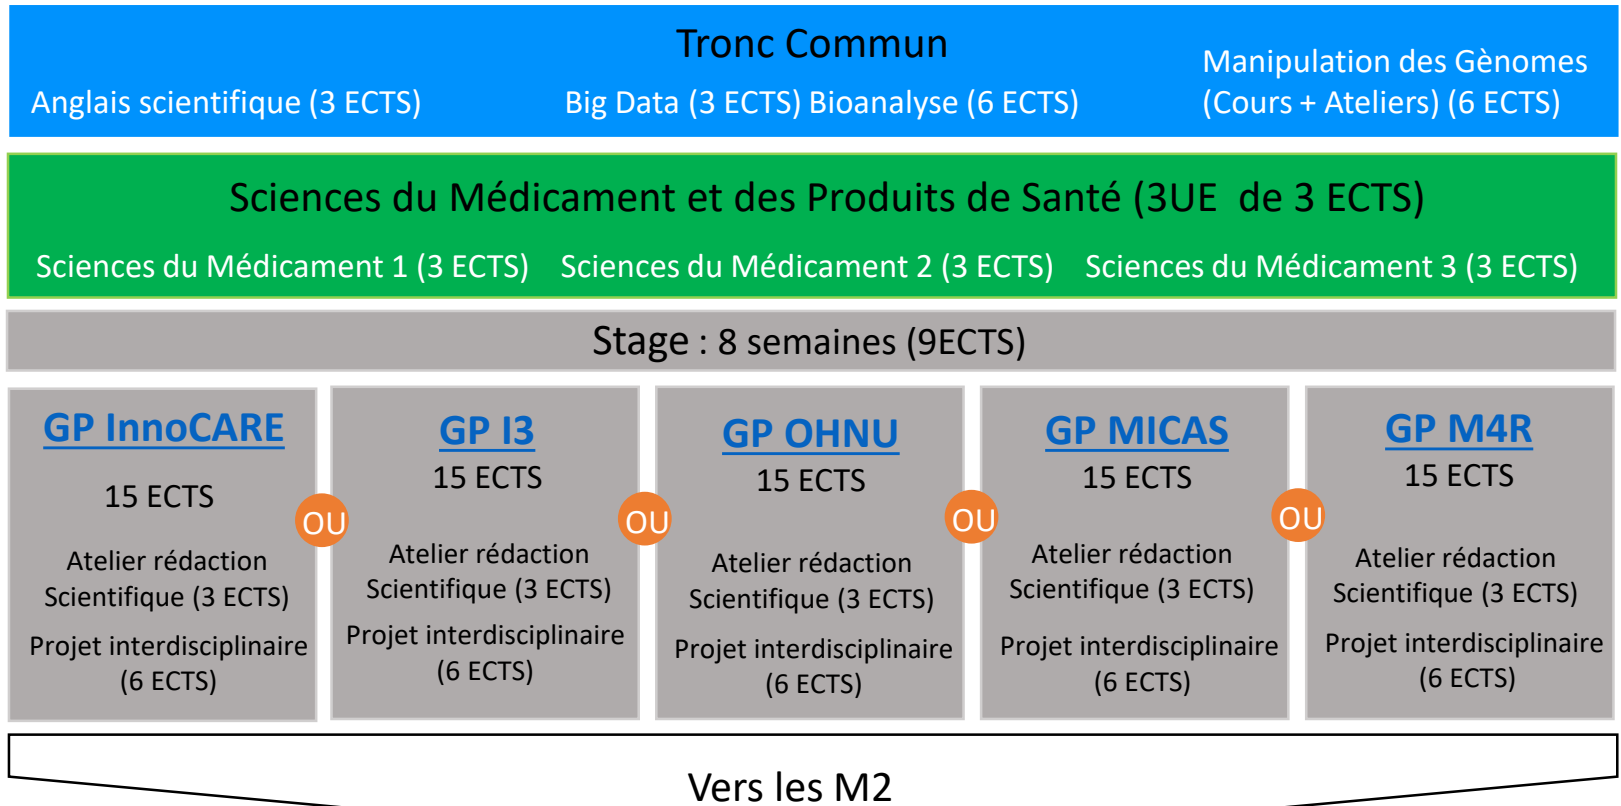 Tronc Commun
Anglais scientifique (3 ECTS)
Big Data (3 ECTS) Bioanalyse (6 ECTS)
Manipulation des Gènomes
(Cours + Ateliers) (6 ECTS)
Sciences du Médicament et des Produits de Santé (3UE  de 3 ECTS)
Sciences du Médicament 1 (3 ECTS)
Sciences du Médicament 2 (3 ECTS)
Sciences du Médicament 3 (3 ECTS)
Stage : 8 semaines (9ECTS)
GP InnoCARE
15 ECTS
Atelier rédaction
Scientifique (3 ECTS)
Projet interdisciplinaire
(6 ECTS)
OU
GP I3
15 ECTS
Atelier rédaction
Scientifique (3 ECTS)
Projet interdisciplinaire
(6 ECTS)
OU
GP OHNU
15 ECTS
Atelier rédaction
Scientifique (3 ECTS)
Projet interdisciplinaire
(6 ECTS)
OU
GP MICAS
15 ECTS
Atelier rédaction
Scientifique (3 ECTS)
Projet interdisciplinaire
(6 ECTS)
OU
GP M4R
15 ECTS
Atelier rédaction
Scientifique (3 ECTS)
Projet interdisciplinaire
(6 ECTS)
Vers les M2